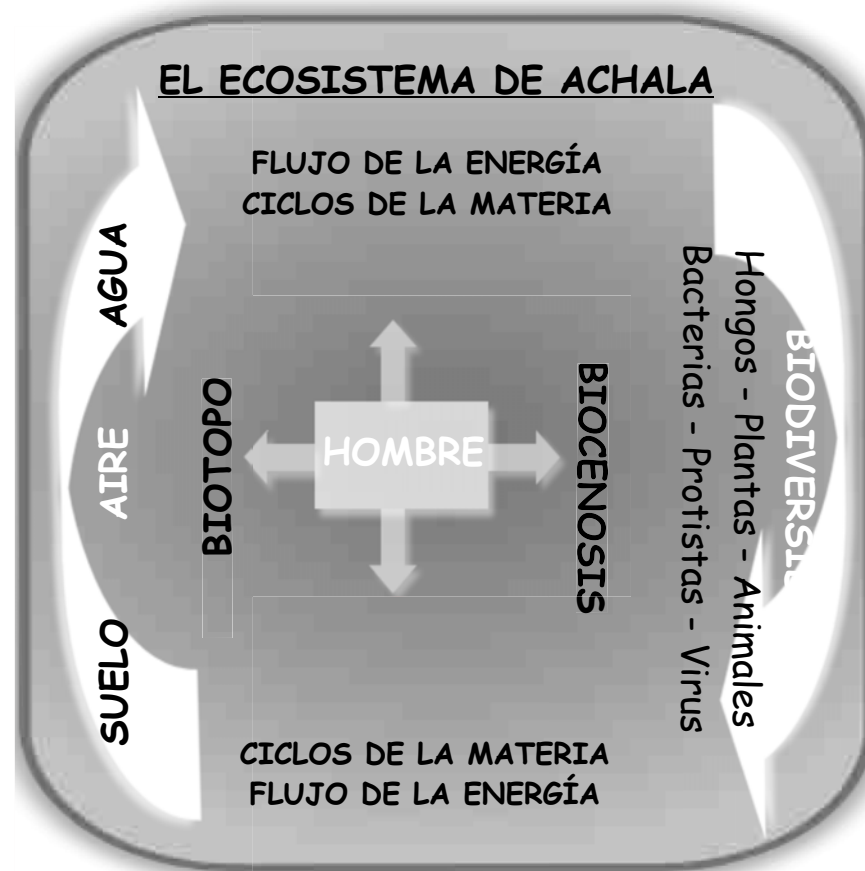 EL ECOSISTEMA DE ACHALA
FLUJO DE LA ENERGÍA
CICLOS DE LA MATERIA
AGUA
AIRE
SUELO
BIOTOPO
HOMBRE
BIOCENOSIS
Hongos - Plantas - Animales
Bacterias - Protistas - Virus
CICLOS DE LA MATERIA
FLUJO DE LA ENERGÍA